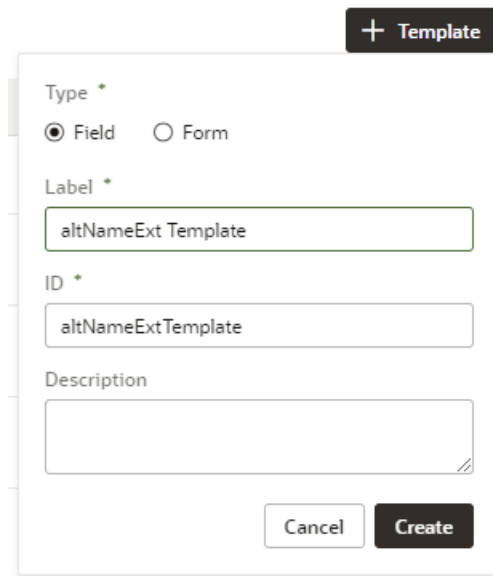 + Template
Type *
Field Form
Label *
altNameExt Template
ID *
altNameExtTemplate
Description
Cancel Create